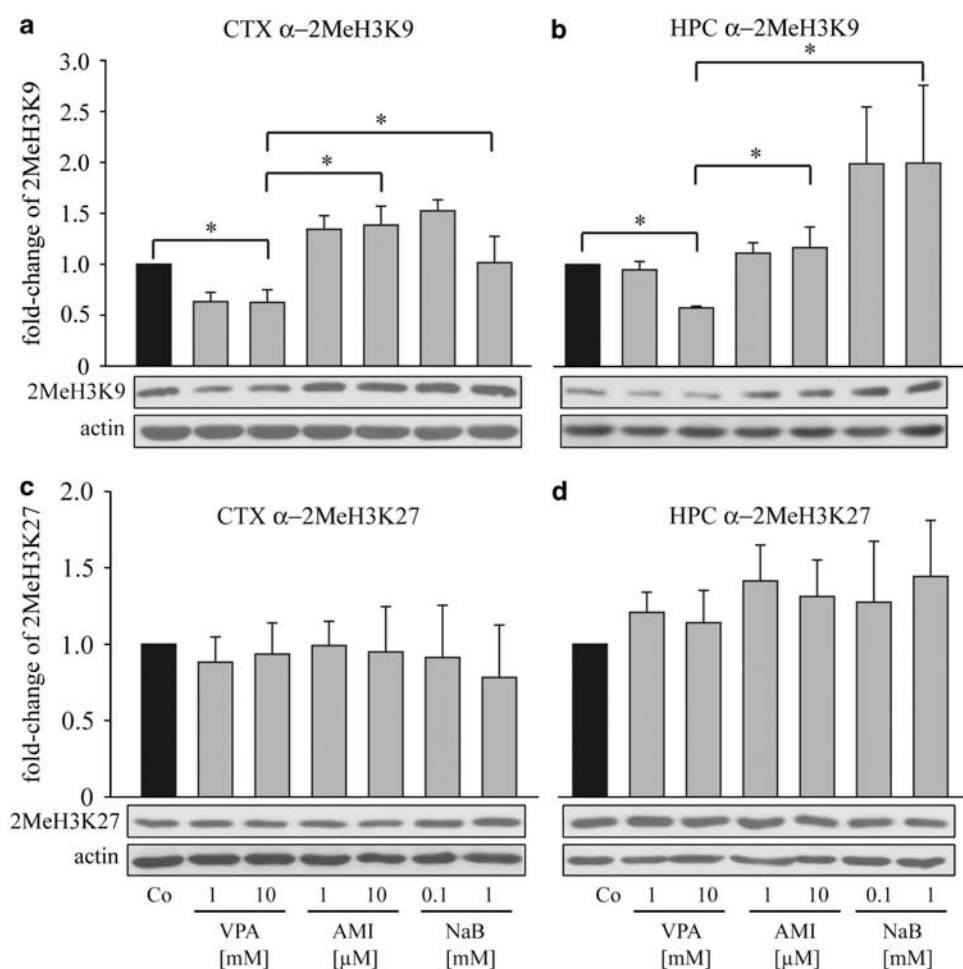 a CTX α–2MeH3K9
b HPC α–2MeH3K9
fold-change of 2MeH3K9
3.0
2.5
2.0
1.5
1.0
0.5
0
*
*
*
*
*
*
2MeH3K9
actin
c CTX α–2MeH3K27
d HPC α–2MeH3K27
fold-change of 2MeH3K27
2.0
1.5
1.0
0.5
0
2MeH3K27
actin
Co 1 10 1 10 0.1 1 Co 1 10 1 10 0.1 1
VPA AMI NaB VPA AMI NaB
[mM] [μM] [mM] [mM] [μM] [mM]